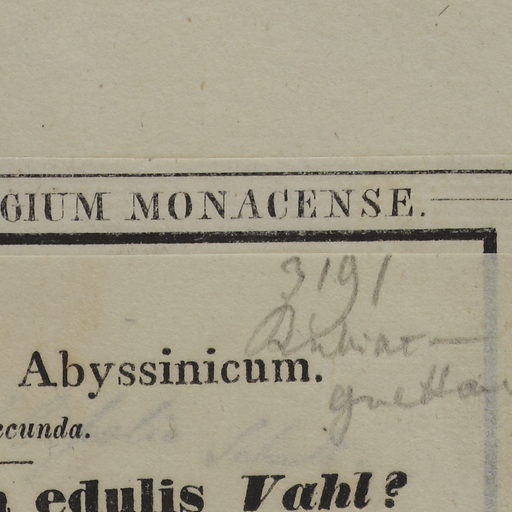 GIUM MONACENSE.
3191
Abyssinicum.
ecunda.
edulis Vahl?